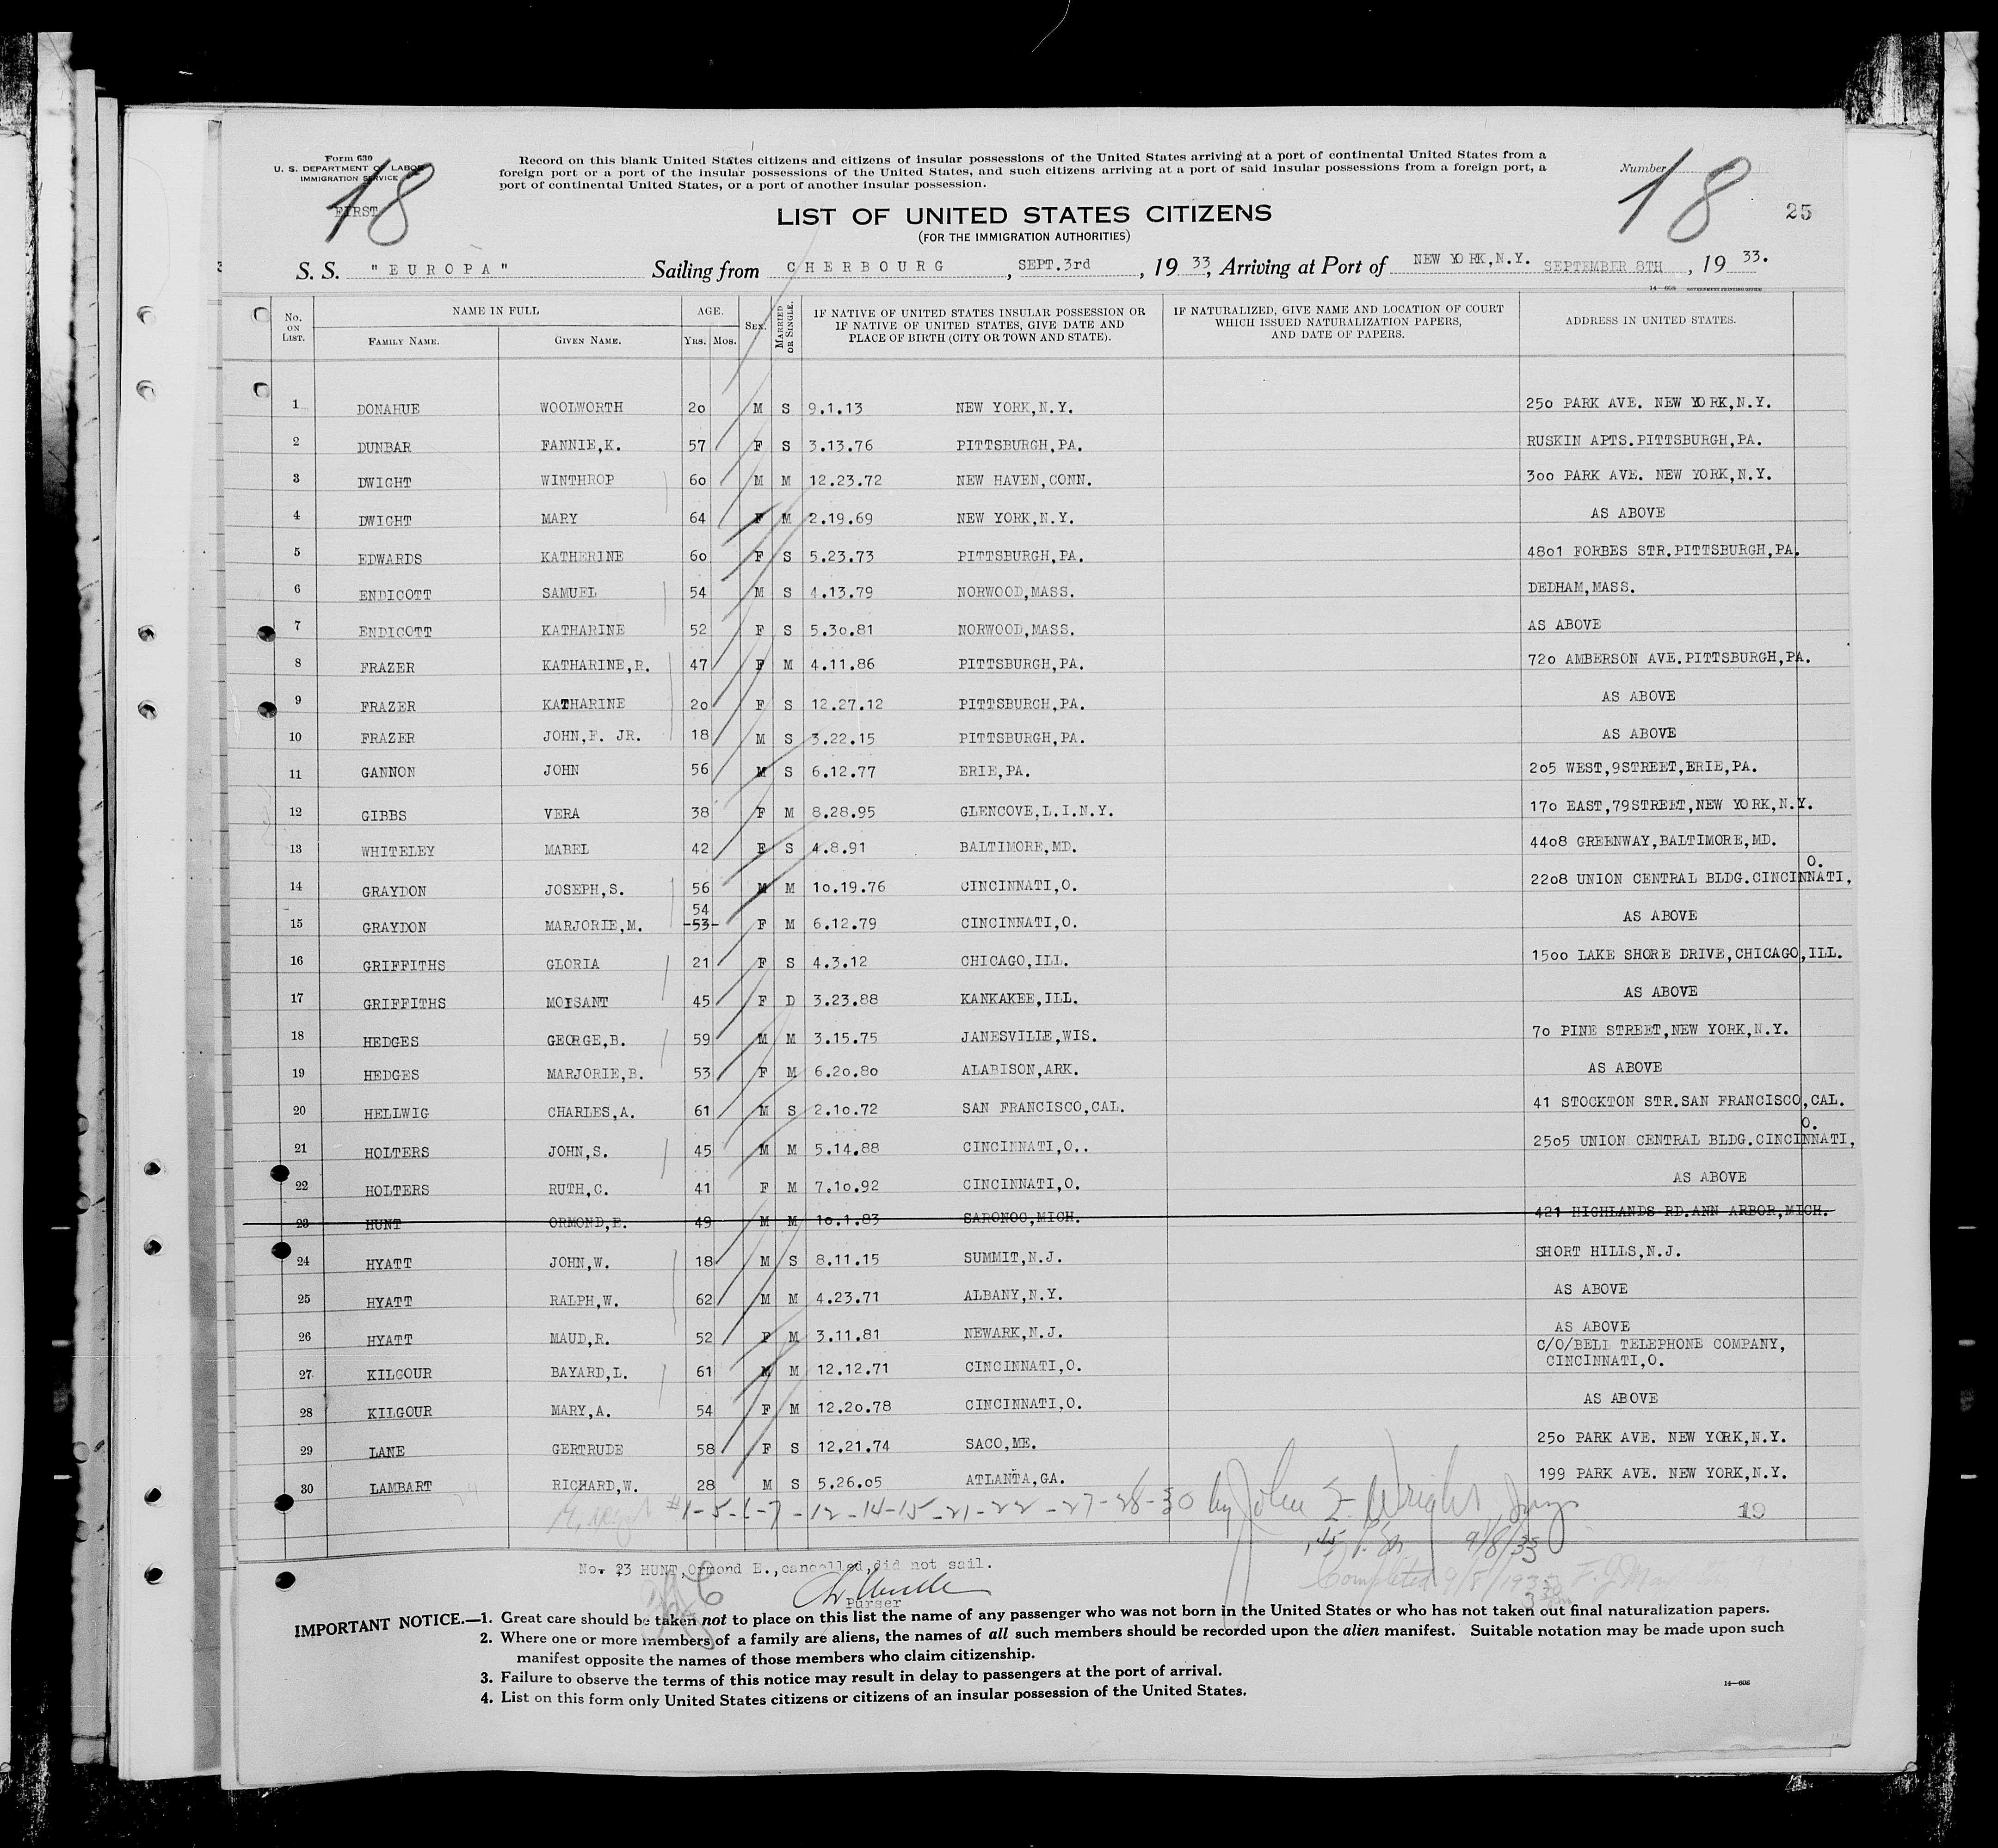 Form 630
U. S. DEPARTMENT OF LABOR
IMMIGRATION SERVICE
FIRST
18
Record on this blank United States citizens and citizens of insular possessions of the United States arriving at a port of continental United States from a
foreign port or a port of the insular possessions of the United States, and such citizens arriving at a port of said insular possessions from a foreign port, a
port of continental United States, or a port of another insular possession.
Number
18
25
LIST OF UNITED STATES CITIZENS
(FOR THE IMMIGRATION AUTHORITIES)
S. S. "EUROPA" Sailing from CHERBOURG, SEPT.3rd, 1933, Arriving at Port of NEW YORK,N.Y. SEPTEMBER 8TH, 1933.
14—608 GOVERNMENT PRINTING OFFICE
No. ON LIST. NAME IN FULL FAMILY NAME. GIVEN NAME. AGE. YRS. MOS. SEX. MARRIED OR SINGLE. IF NATIVE OF UNITED STATES INSULAR POSSESSION OR IF NATIVE OF UNITED STATES, GIVE DATE AND PLACE OF BIRTH (CITY OR TOWN AND STATE). IF NATURALIZED, GIVE NAME AND LOCATION OF COURT WHICH ISSUED NATURALIZATION PAPERS, AND DATE OF PAPERS. ADDRESS IN UNITED STATES.
1 DONAHUE WOOLWORTH 20 M S 9.1.13 NEW YORK,N.Y. 250 PARK AVE. NEW YORK,N.Y.
2 DUNBAR FANNIE,K. 57 F S 3.13.76 PITTSBURGH,PA. RUSKIN APTS.PITTSBURGH,PA.
3 DWIGHT WINTHROP 60 M M 12.23.72 NEW HAVEN,CONN. 300 PARK AVE. NEW YORK,N.Y.
4 DWIGHT MARY 64 F M 2.19.69 NEW YORK,N.Y. AS ABOVE
5 EDWARDS KATHERINE 60 F S 5.23.73 PITTSBURGH,PA. 4801 FORBES STR.PITTSBURGH,PA.
6 ENDICOTT SAMUEL 54 M S 4.13.79 NORWOOD,MASS. DEDHAM,MASS.
7 ENDICOTT KATHARINE 52 F S 5.30.81 NORWOOD,MASS. AS ABOVE
8 FRAZER KATHARINE,R. 47 F M 4.11.86 PITTSBURGH,PA. 720 AMBERSON AVE.PITTSBURGH,PA.
9 FRAZER KATHARINE 20 F S 12.27.12 PITTSBURGH,PA. AS ABOVE
10 FRAZER JOHN,F. JR. 18 M S 3.22.15 PITTSBURGH,PA. AS ABOVE
11 GANNON JOHN 56 M S 6.12.77 ERIE,PA. 205 WEST,9STREET,ERIE,PA.
12 GIBBS VERA 38 F M 8.28.95 GLENCOVE,L.I.N.Y. 170 EAST,79STREET,NEW YORK,N.Y.
13 WHITELEY MABEL 42 F S 4.8.91 BALTIMORE,MD. 4408 GREENWAY,BALTIMORE,MD.
14 GRAYDON JOSEPH,S. 56 M M 10.19.76 CINCINNATI,O. 2208 UNION CENTRAL BLDG.CINCINNATI, O.
15 GRAYDON MARJORIE,M. 54 53 F M 6.12.79 CINCINNATI,O. AS ABOVE
16 GRIFFITHS GLORIA 21 F S 4.3.12 CHICAGO,ILL. 1500 LAKE SHORE DRIVE,CHICAGO,ILL.
17 GRIFFITHS MOISANT 45 F D 3.23.88 KANKAKEE,ILL. AS ABOVE
18 HEDGES GEORGE,B. 59 M M 3.15.75 JANESVILLE,WIS. 70 PINE STREET,NEW YORK,N.Y.
19 HEDGES MARJORIE,B. 53 F M 6.20.80 ALABISON,ARK. AS ABOVE
20 HELLWIG CHARLES,A. 61 M S 2.10.72 SAN FRANCISCO,CAL. 41 STOCKTON STR.SAN FRANCISCO,CAL.
21 HOLTERS JOHN,S. 45 M M 5.14.88 CINCINNATI,O.. 2505 UNION CENTRAL BLDG.CINCINNATI, O.
22 HOLTERS RUTH,C. 41 F M 7.10.92 CINCINNATI,O. AS ABOVE
23 HUNT ORMOND,E. 49 M M 10.1.83 SARONOC,MICH. 421 HIGHLANDS RD.ANN ARBOR,MICH.
24 HYATT JOHN,W. 18 M S 8.11.15 SUMMIT,N.J. SHORT HILLS,N.J.
25 HYATT RALPH,W. 62 M M 4.23.71 ALBANY,N.Y. AS ABOVE
26 HYATT MAUD,R. 52 F M 3.11.81 NEWARK,N.J. AS ABOVE
27 KILGOUR BAYARD,L. 61 M M 12.12.71 CINCINNATI,O. C/O/BELL TELEPHONE COMPANY, CINCINNATI,O.
28 KILGOUR MARY,A. 54 F M 12.20.78 CINCINNATI,O. AS ABOVE
29 LANE GERTRUDE 58 F S 12.21.74 SACO,ME. 250 PARK AVE. NEW YORK,N.Y.
30 LAMBART RICHARD,W. 28 M S 5.26.05 ATLANTA,GA. 199 PARK AVE. NEW YORK,N.Y.
#1-5-6-7-12-14-15-21-22-27-28-30 by John Wright
19
9/8/33
Completed 9/8/1933
No. 23 HUNT,Ormond E.,cancelled,did not sail.
Purser
IMPORTANT NOTICE.—1. Great care should be taken not to place on this list the name of any passenger who was not born in the United States or who has not taken out final naturalization papers.
2. Where one or more members of a family are aliens, the names of all such members should be recorded upon the alien manifest. Suitable notation may be made upon such
manifest opposite the names of those members who claim citizenship.
3. Failure to observe the terms of this notice may result in delay to passengers at the port of arrival.
4. List on this form only United States citizens or citizens of an insular possession of the United States.
14—608